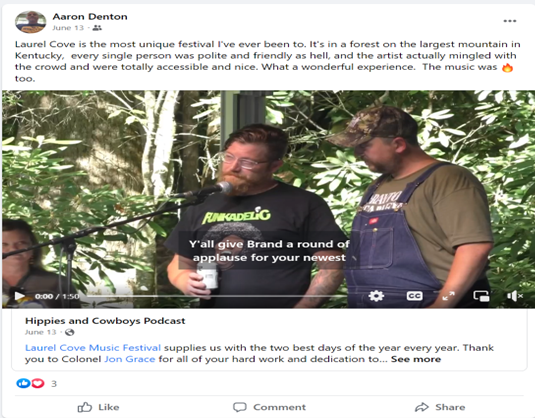 Aaron Denton
June 13 ·
Laurel Cove is the most unique festival I've ever been to. It's in a forest on the largest mountain in
Kentucky, every single person was polite and friendly as hell, and the artist actually mingled with
the crowd and were totally accessible and nice. What a wonderful experience. The music was 🔥
too.
FUNKADELIC
Y'all give Brand a round of
applause for your newest
0:00 / 1:50
CC
Hippies and Cowboys Podcast
June 13 ·
Laurel Cove Music Festival supplies us with the two best days of the year every year. Thank
you to Colonel Jon Grace for all of your hard work and dedication to... See more
3
Like Comment Share